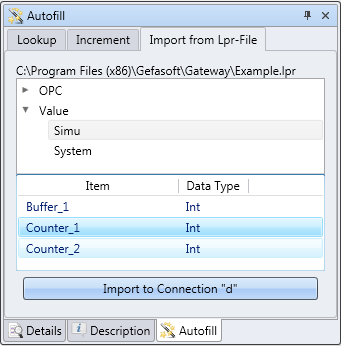 Autofill
Lookup Increment Import from Lpr-File
C:\Program Files (x86)\Gefasoft\Gateway\Example.lpr
OPC
Value
Simu
System
Item Data Type
Buffer_1 Int
Counter_1 Int
Counter_2 Int
Import to Connection "d"
Details Description Autofill